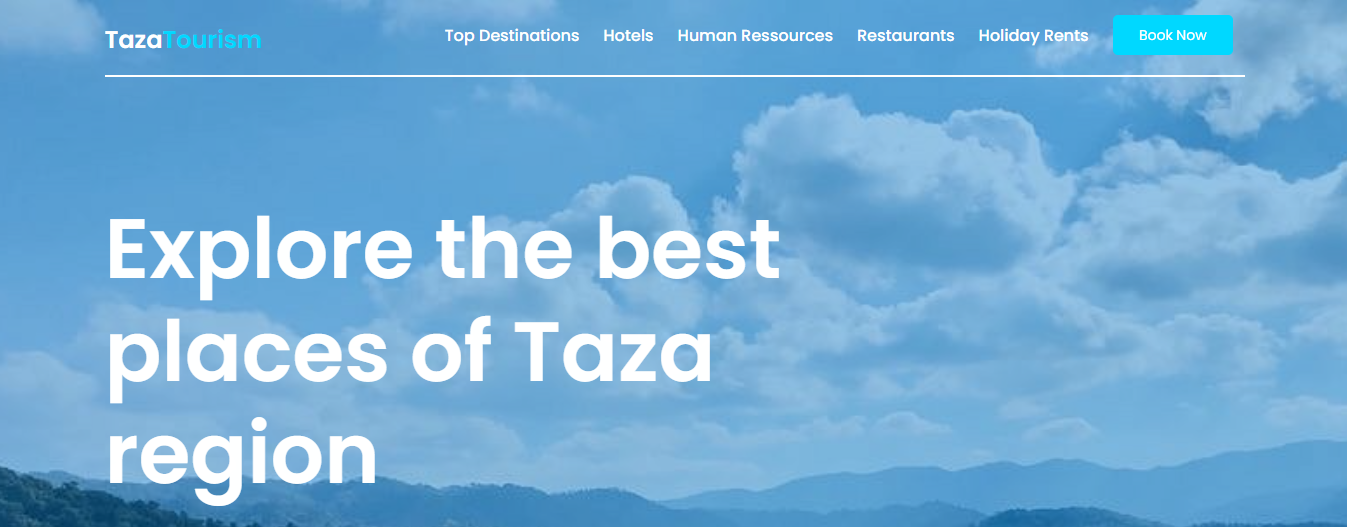 TazaTourism
Top Destinations Hotels Human Ressources Restaurants Holiday Rents Book Now
Explore the best
places of Taza
region